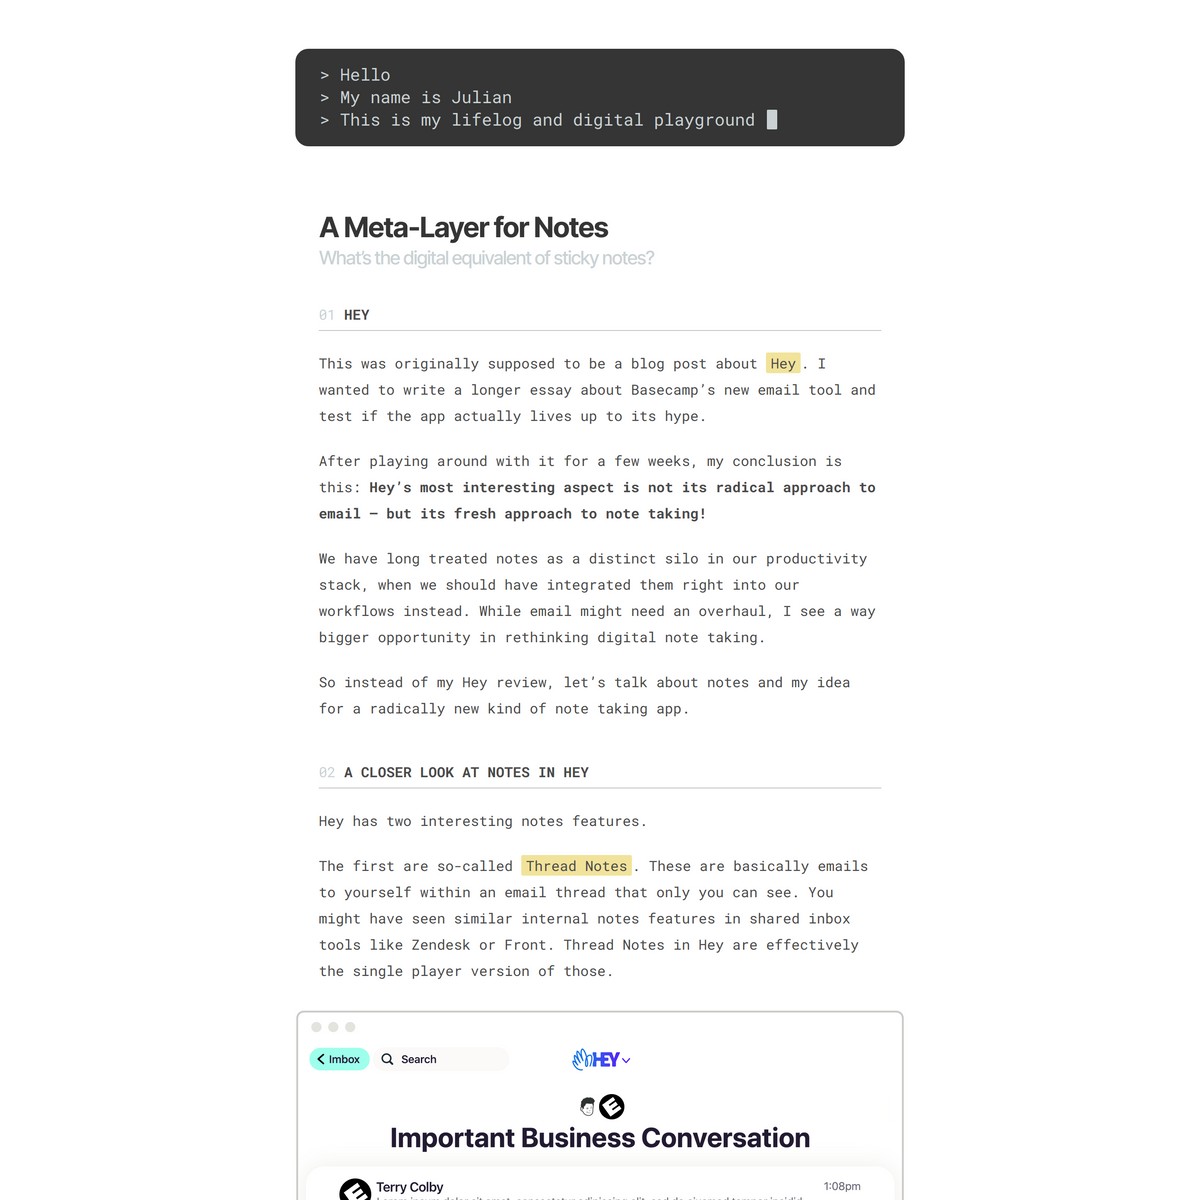 > Hello
> My name is Julian
> This is my lifelog and digital playground
A Meta-Layer for Notes
What's the digital equivalent of sticky notes?
01 HEY
This was originally supposed to be a blog post about Hey. I
wanted to write a longer essay about Basecamp’s new email tool and
test if the app actually lives up to its hype.
After playing around with it for a few weeks, my conclusion is
this: Hey’s most interesting aspect is not its radical approach to
email – but its fresh approach to note taking!
We have long treated notes as a distinct silo in our productivity
stack, when we should have integrated them right into our
workflows instead. While email might need an overhaul, I see a way
bigger opportunity in rethinking digital note taking.
So instead of my Hey review, let’s talk about notes and my idea
for a radically new kind of note taking app.
02 A CLOSER LOOK AT NOTES IN HEY
Hey has two interesting notes features.
The first are so-called Thread Notes. These are basically emails
to yourself within an email thread that only you can see. You
might have seen similar internal notes features in shared inbox
tools like Zendesk or Front. Thread Notes in Hey are effectively
the single player version of those.
Imbox
Search
HEY
Important Business Conversation
Terry Colby
1:08pm